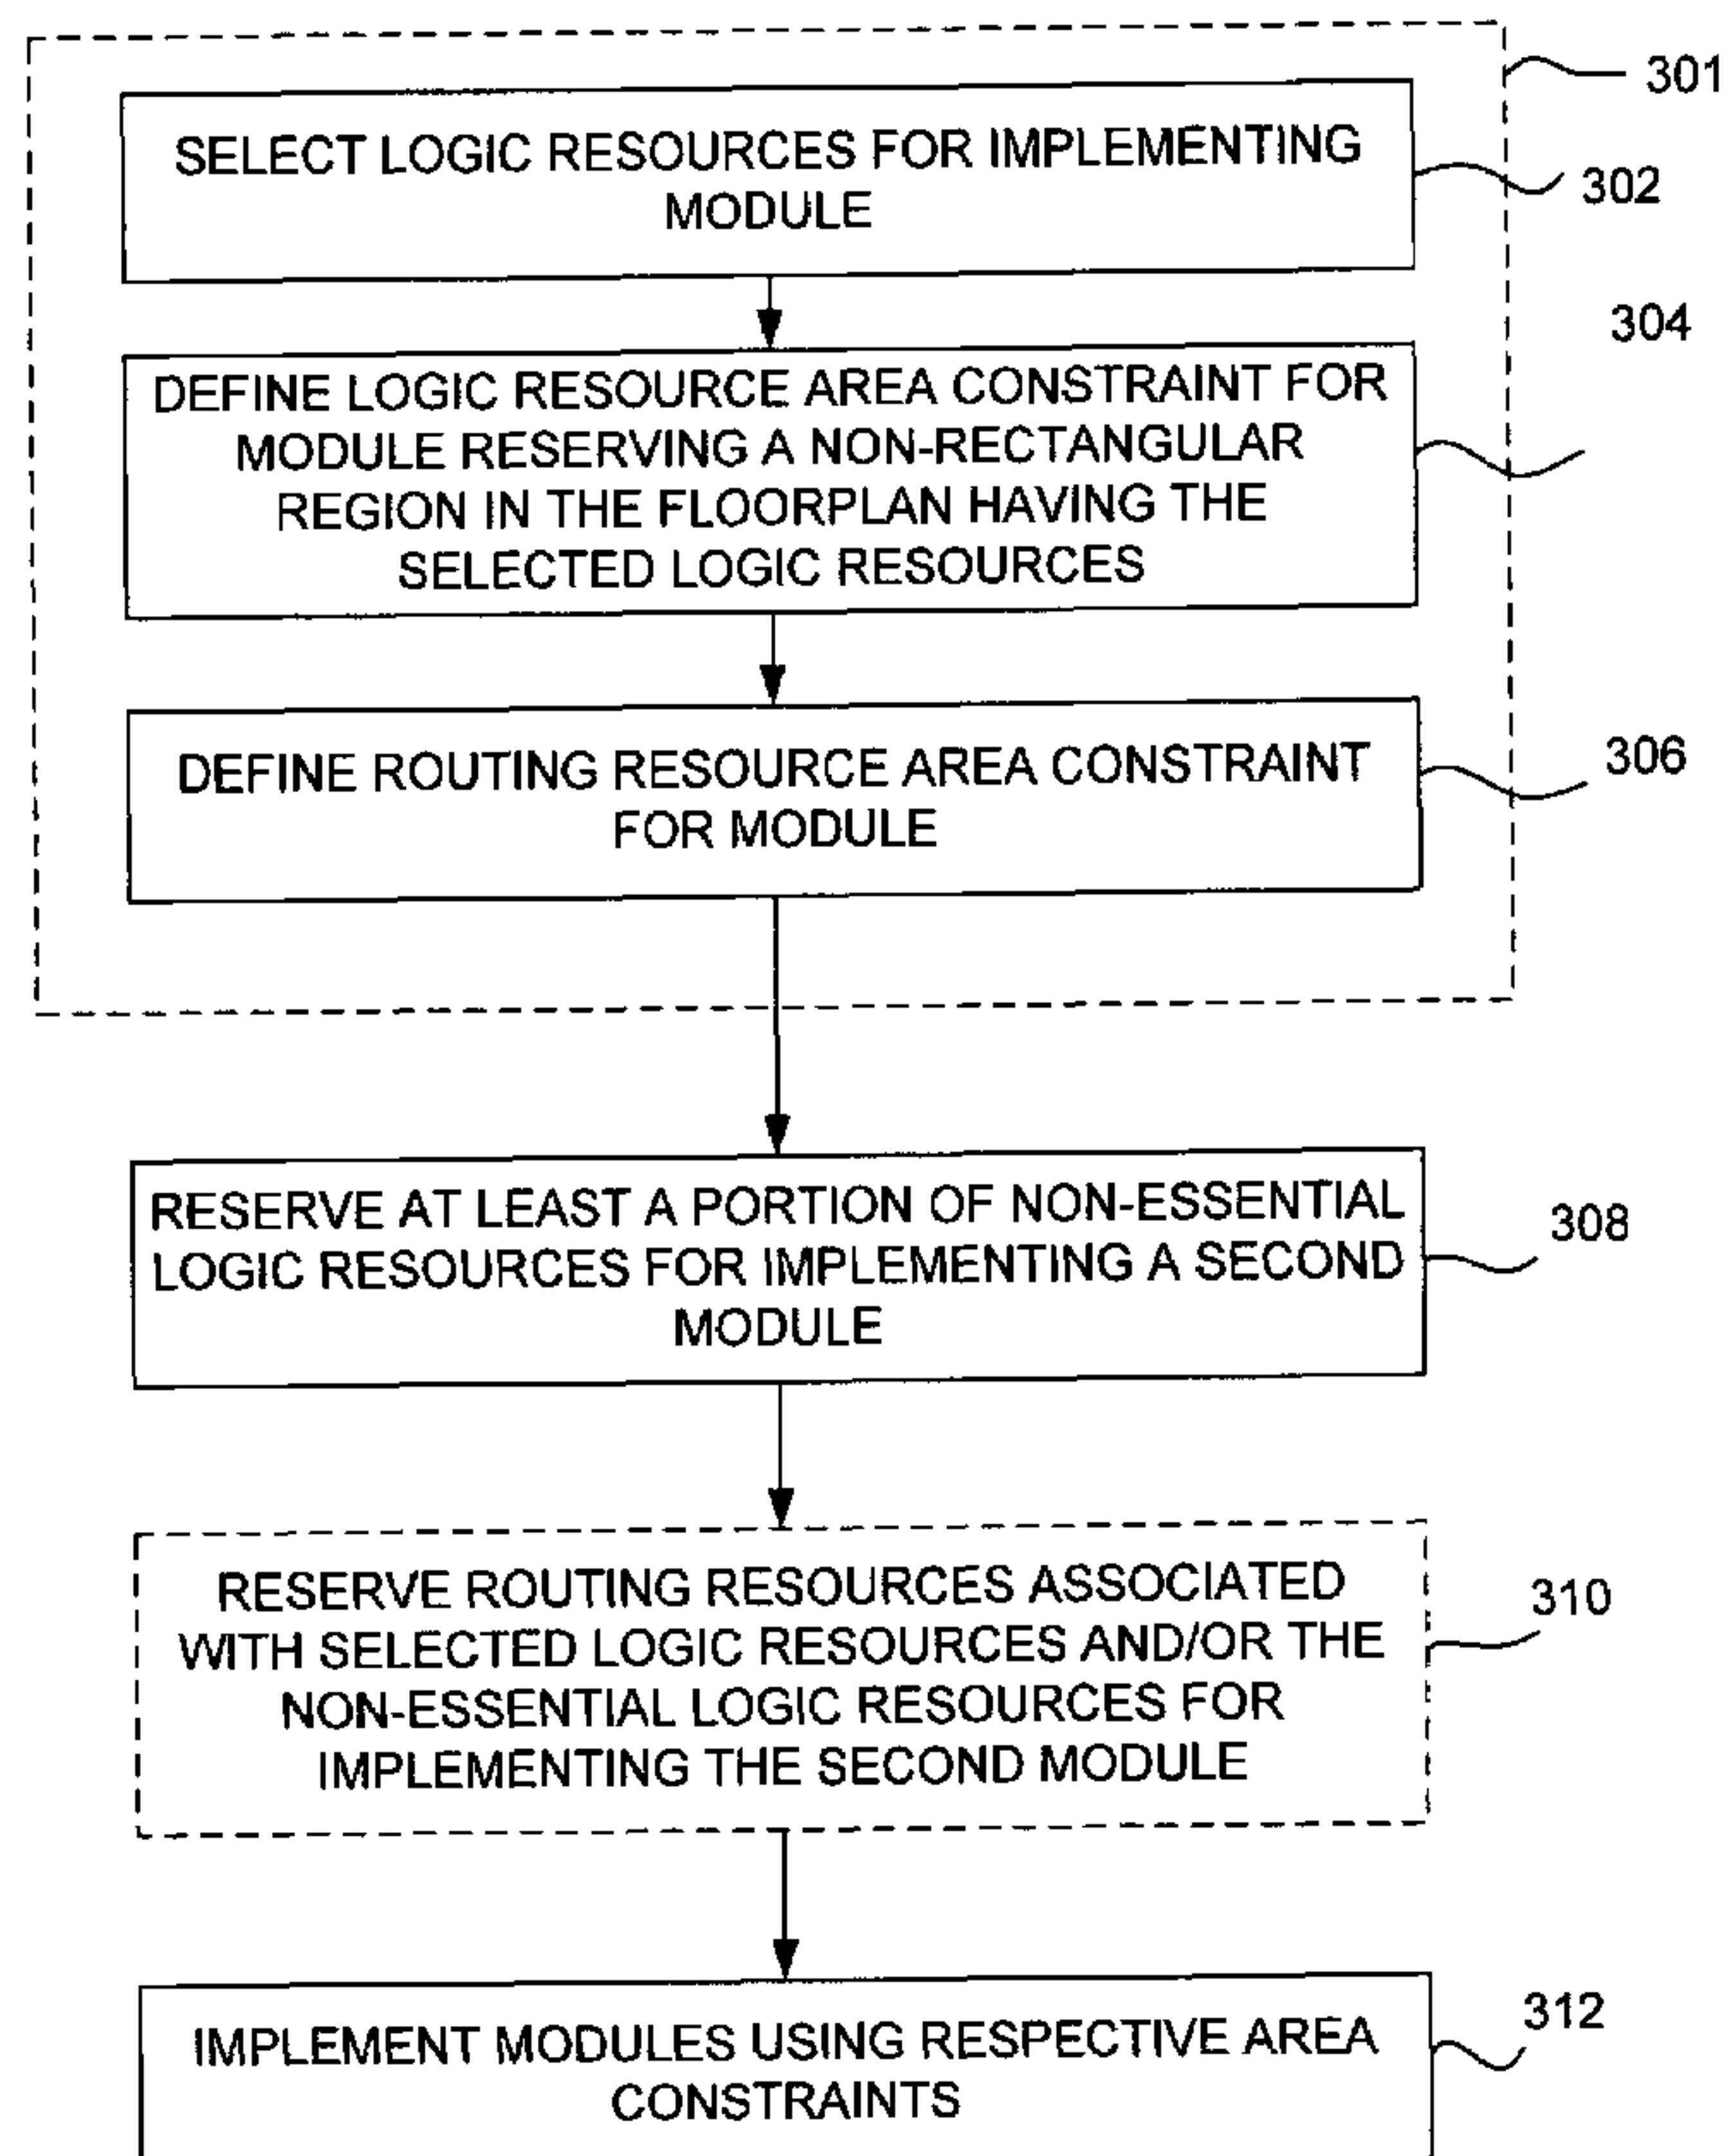 301
SELECT LOGIC RESOURCES FOR IMPLEMENTING
MODULE
302
304
DEFINE LOGIC RESOURCE AREA CONSTRAINT FOR
MODULE RESERVING A NON-RECTANGULAR
REGION IN THE FLOORPLAN HAVING THE
SELECTED LOGIC RESOURCES
306
DEFINE ROUTING RESOURCE AREA CONSTRAINT
FOR MODULE
RESERVE AT LEAST A PORTION OF NON-ESSENTIAL
LOGIC RESOURCES FOR IMPLEMENTING A SECOND
MODULE
308
RESERVE ROUTING RESOURCES ASSOCIATED
WITH SELECTED LOGIC RESOURCES AND/OR THE
NON-ESSENTIAL LOGIC RESOURCES FOR
IMPLEMENTING THE SECOND MODULE
310
IMPLEMENT MODULES USING RESPECTIVE AREA
CONSTRAINTS
312